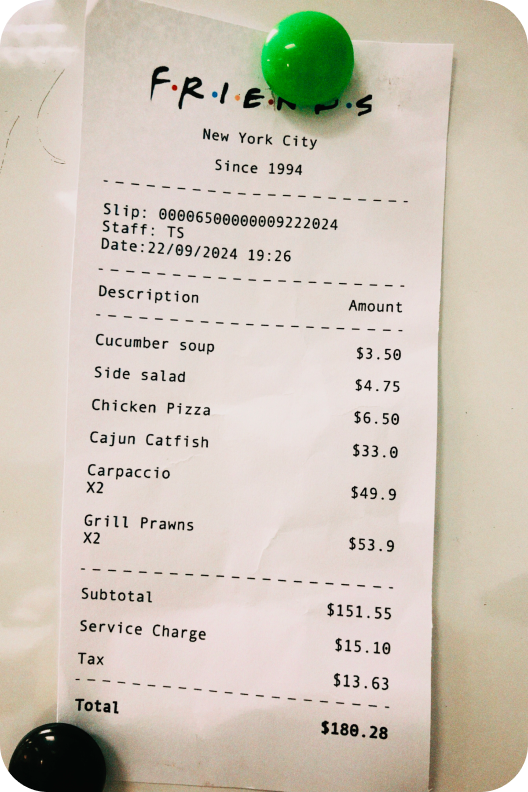 F·R·I·E·N·D·S
New York City
Since 1994
Slip: 00006500000009222024
Staff: TS
Date:22/09/2024 19:26
Description Amount
Cucumber soup $3.50
Side salad $4.75
Chicken Pizza $6.50
Cajun Catfish $33.0
Carpaccio
X2 $49.9
Grill Prawns
X2 $53.9
Subtotal $151.55
Service Charge $15.10
Tax $13.63
Total $180.28